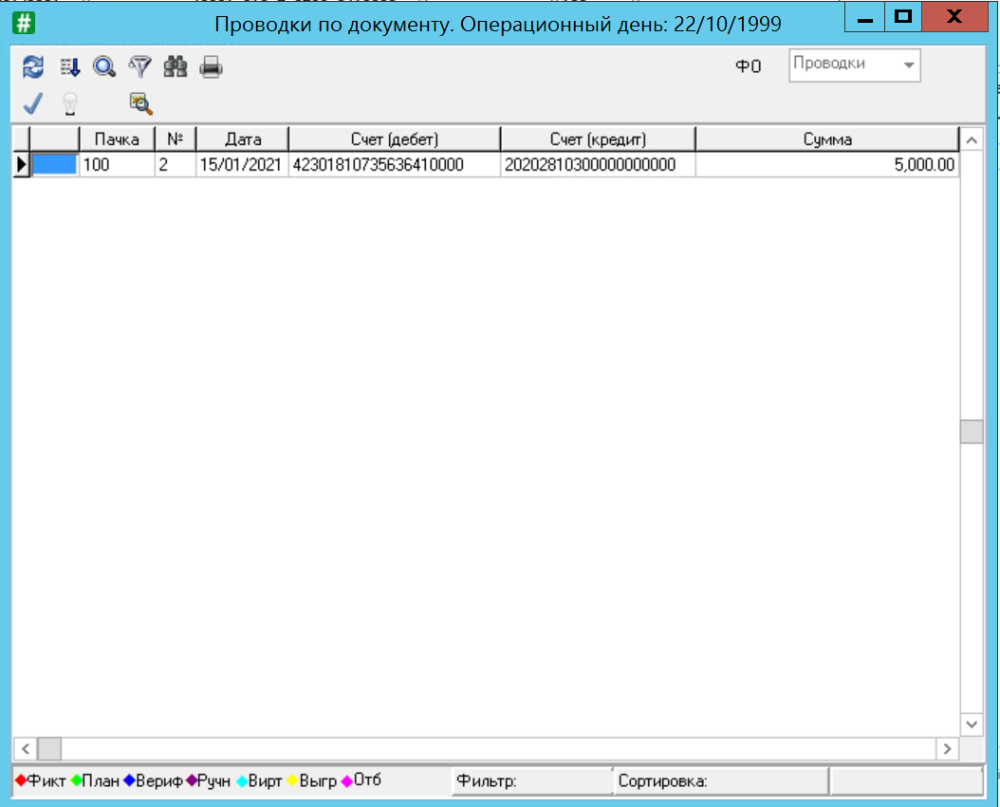 Проводки по документу. Операционный день: 22/10/1999
ФО Проводки
Пачка № Дата Счет (дебет) Счет (кредит) Сумма
100 2 15/01/2021 42301810735636410000 20202810300000000000 5,000.00
Фикт План Вериф Ручн Вирт Выгр Отб Фильтр: Сортировка: